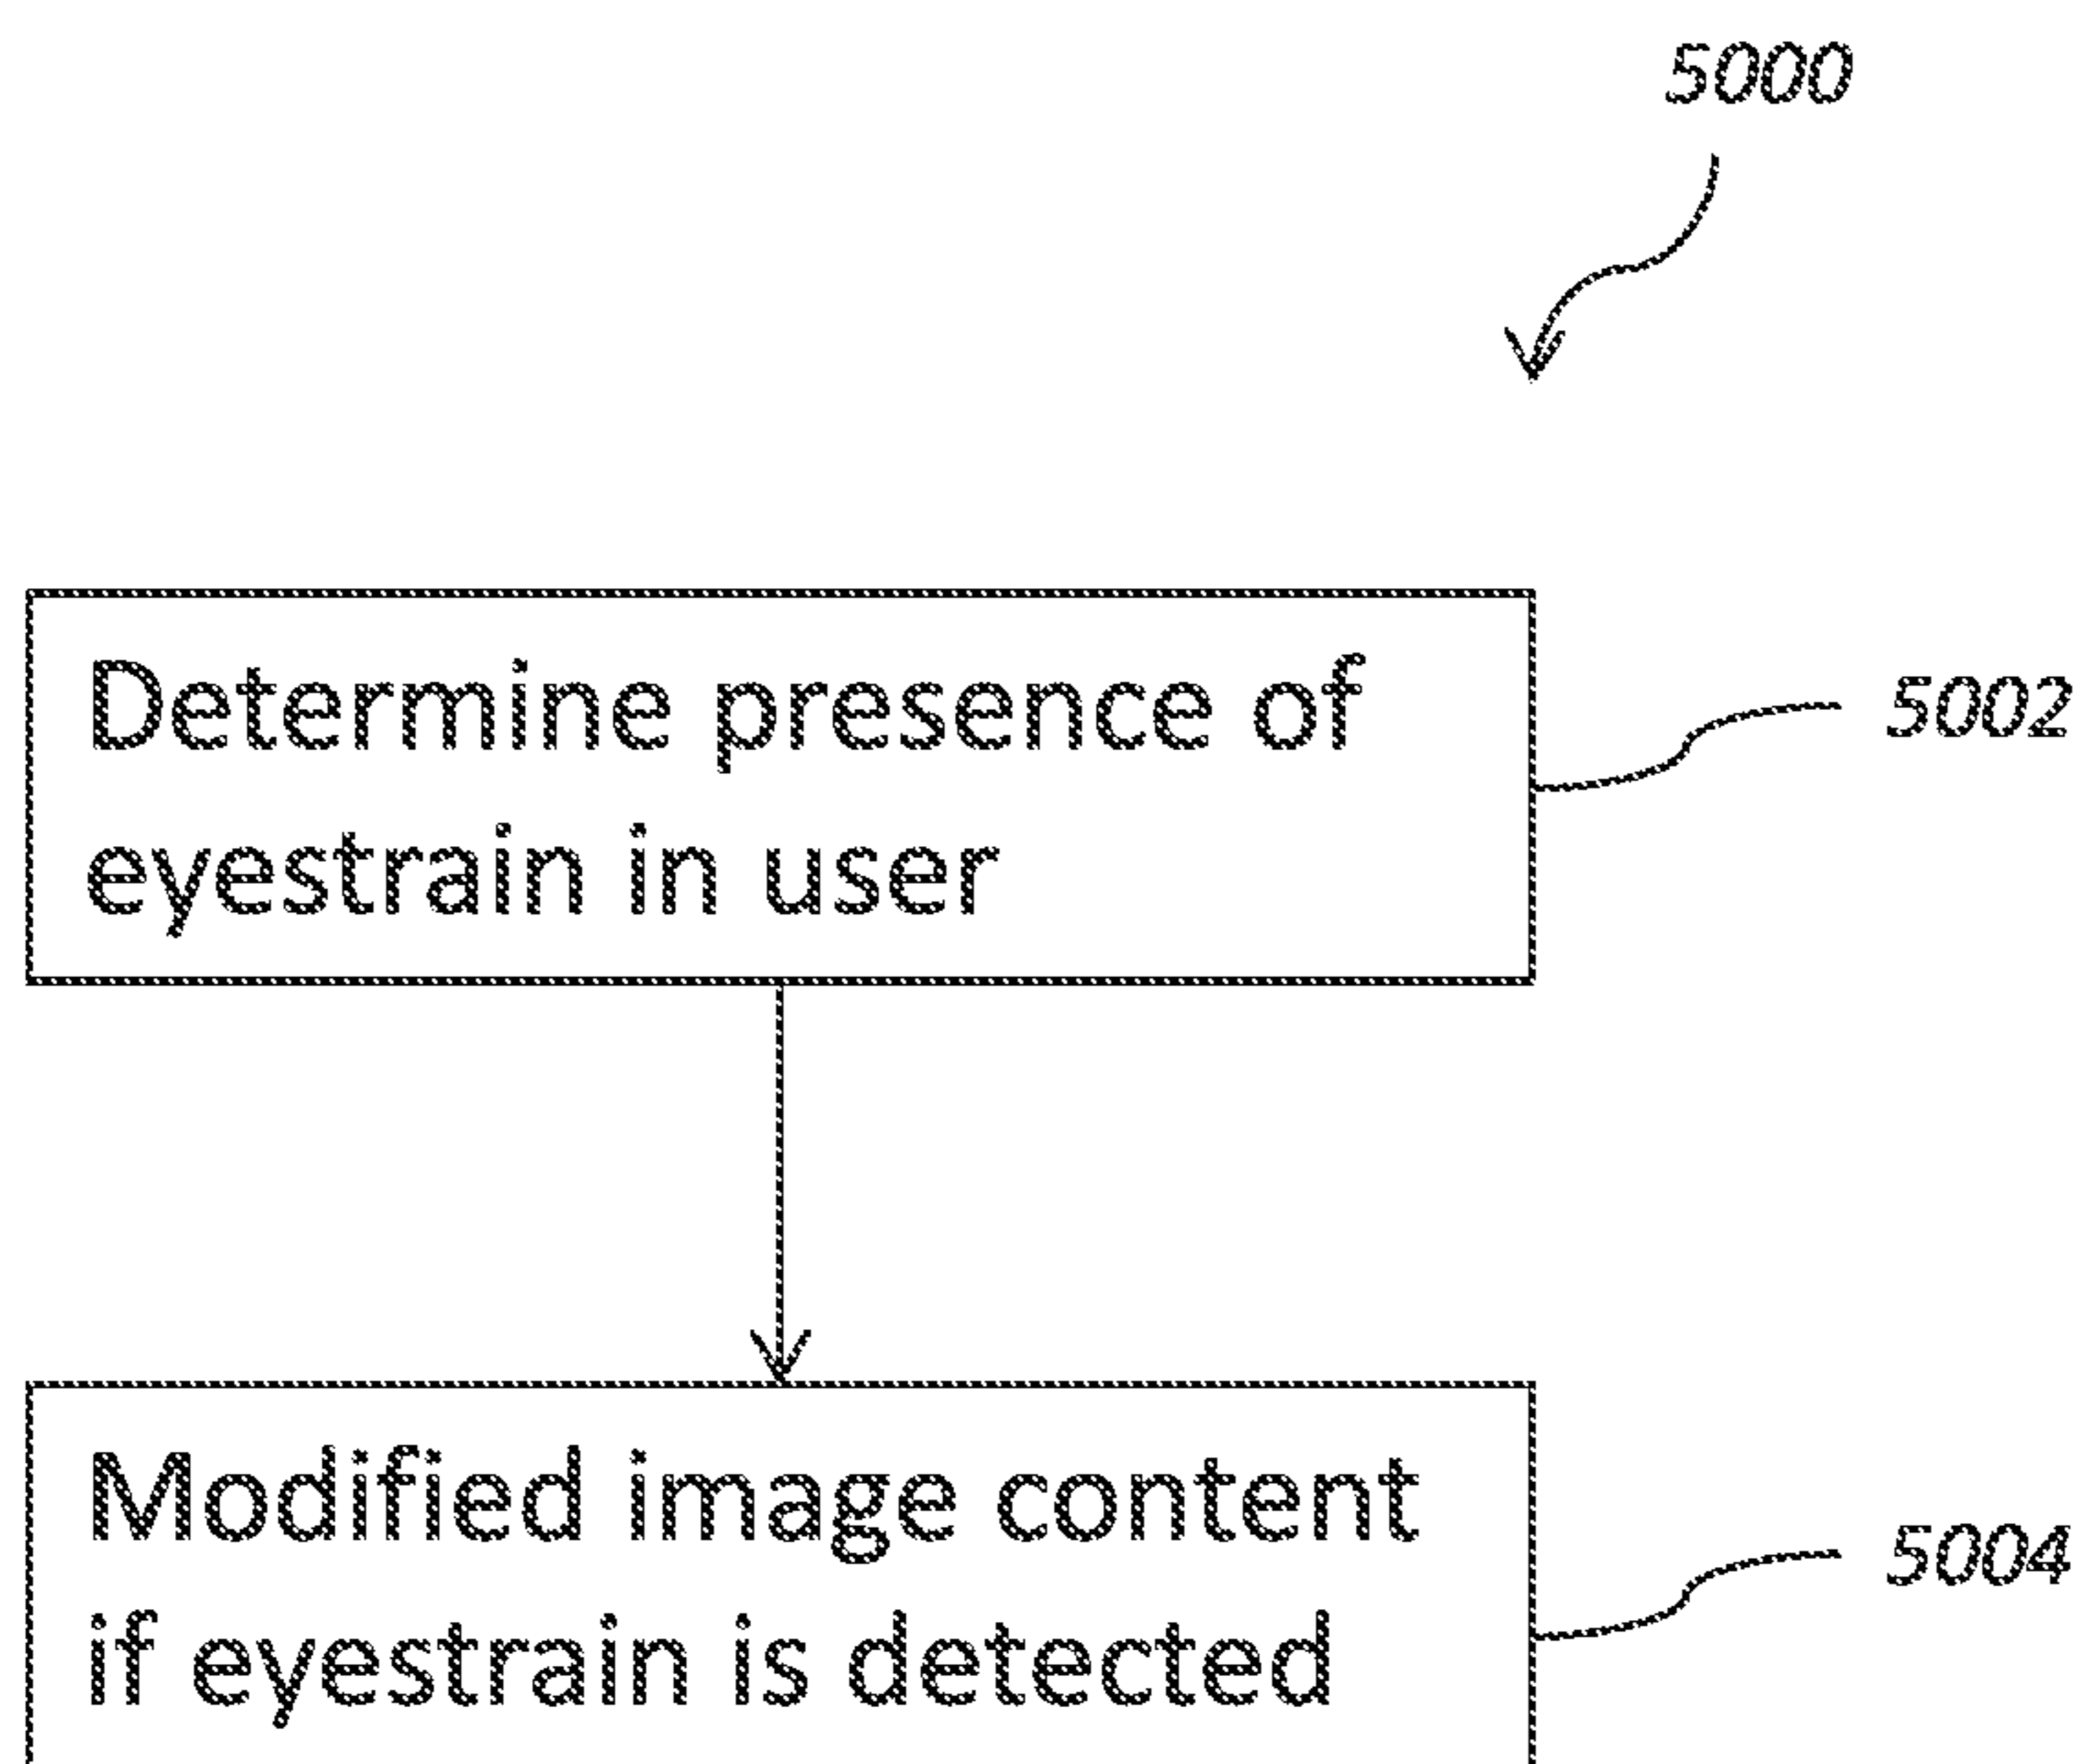 5000
Determine presence of
eyestrain in user
5002
Modified image content
if eyestrain is detected
5004